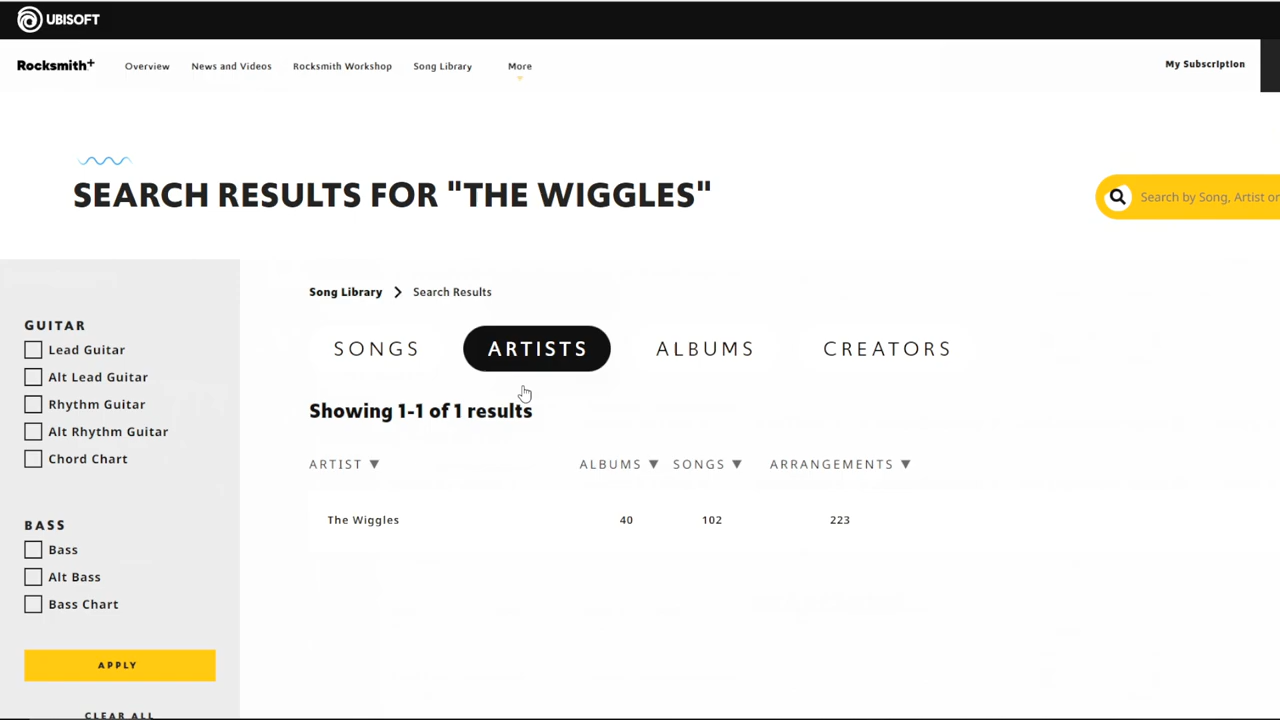 UBISOFT
Rocksmith+ Overview News and Videos Rocksmith Workshop Song Library More My Subscription
SEARCH RESULTS FOR "THE WIGGLES"
Search by Song, Artist or
Song Library > Search Results
SONGS ARTISTS ALBUMS CREATORS
Showing 1-1 of 1 results
ARTIST ▼ ALBUMS ▼ SONGS ▼ ARRANGEMENTS ▼
The Wiggles 40 102 223
GUITAR
Lead Guitar
Alt Lead Guitar
Rhythm Guitar
Alt Rhythm Guitar
Chord Chart
BASS
Bass
Alt Bass
Bass Chart
APPLY
CLEAR ALL